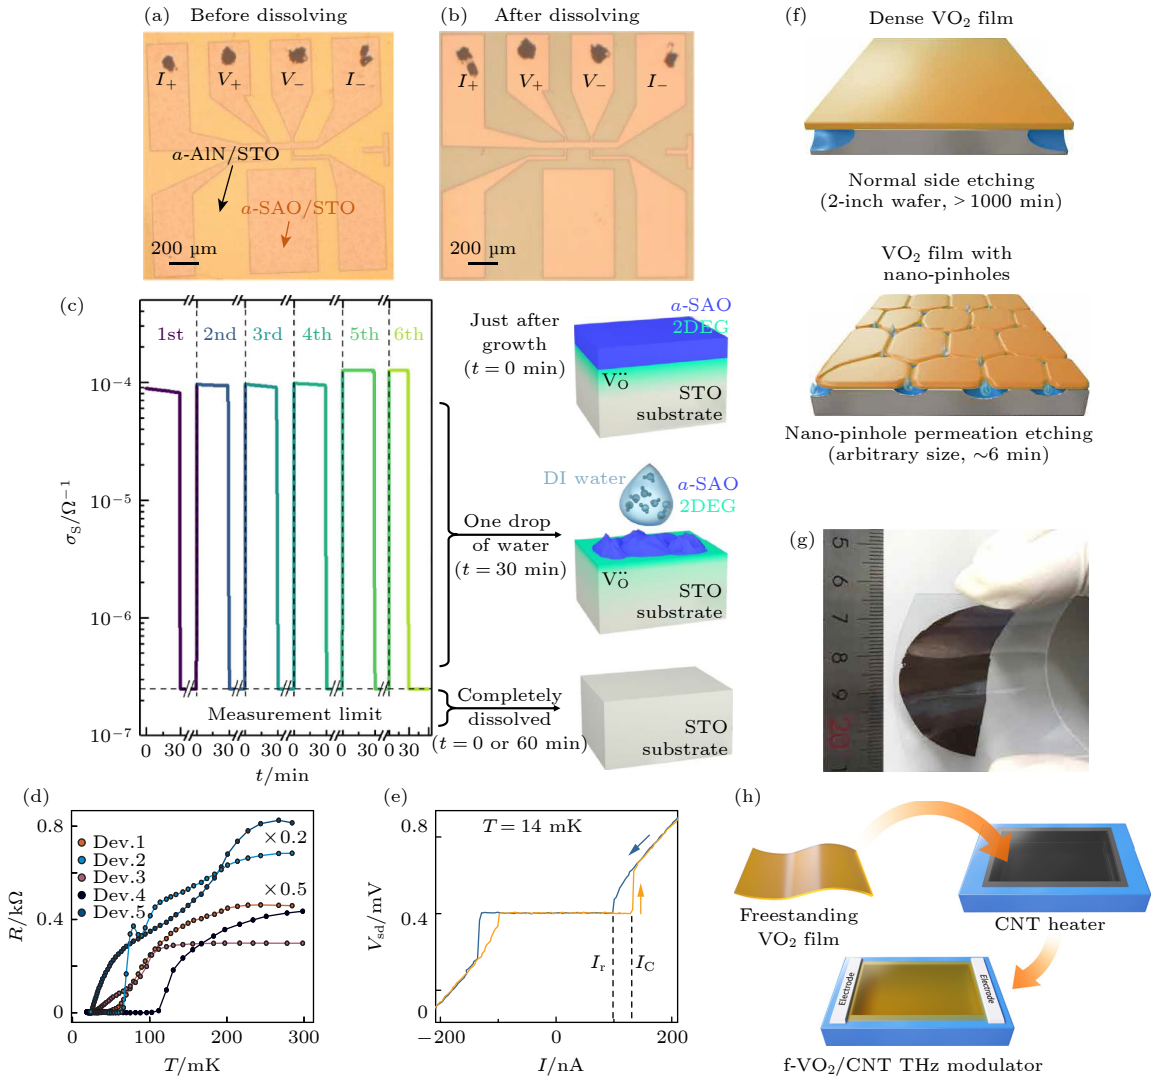 (a) Before dissolving
I₊ V₊ V₋ I₋
a-AlN/STO
a-SAO/STO
200 µm
(b) After dissolving
I₊ V₊ V₋ I₋
200 µm
(c)
1st 2nd 3rd 4th 5th 6th
10⁻⁴
10⁻⁵
10⁻⁶
10⁻⁷
σS/Ω⁻¹
Measurement limit
0 30 0 30 0 30 0 30 0 30 0 30
t/min
Just after
growth
(t = 0 min)
a-SAO
2DEG
V̈O
STO
substrate
One drop
of water
(t = 30 min)
DI water
a-SAO
2DEG
V̈O
STO
substrate
Completely
dissolved
(t = 0 or 60 min)
STO
substrate
(d)
0.8
0.4
0
R/kΩ
Dev.1
Dev.2
Dev.3
Dev.4
Dev.5
×0.2
×0.5
0 100 200 300
T/mK
(e)
T = 14 mK
0.8
0.4
0
Vsd/mV
Ir IC
−200 0 200
I/nA
(f)
Dense VO₂ film
Normal side etching
(2-inch wafer, > 1000 min)
VO₂ film with
nano-pinholes
Nano-pinhole permeation etching
(arbitrary size, ∼6 min)
(g)
5
6
7
8
9
20
1
(h)
Freestanding
VO₂ film
CNT heater
Electrode
Electrode
f-VO₂/CNT THz modulator